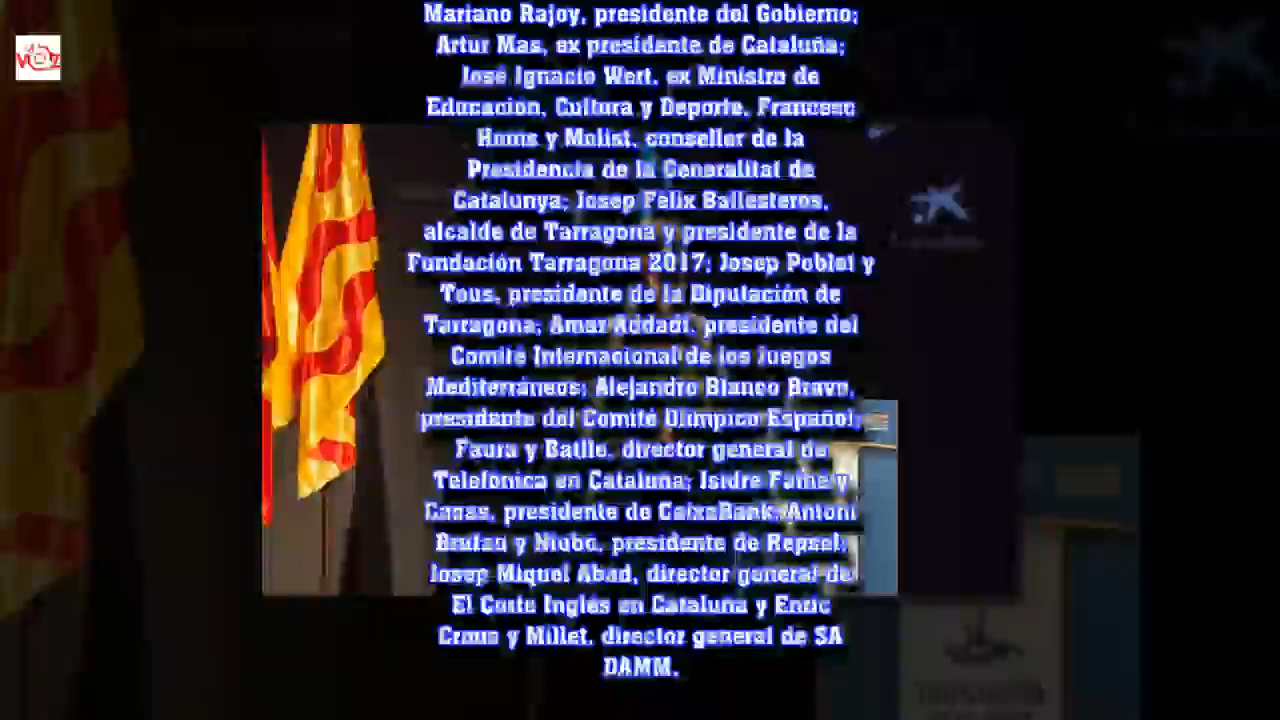 VOZ
Mariano Rajoy, presidente del Gobierno;
Artur Mas, ex presidente de Cataluña;
José Ignacio Wert, ex Ministro de
Educación, Cultura y Deporte, Francesc
Homs y Molist, conseller de la
Presidencia de la Generalitat de
Catalunya; Josep Felix Ballesteros,
alcalde de Tarragona y presidente de la
Fundación Tarragona 2017; Josep Poblet y
Tous, presidente de la Diputación de
Tarragona; Amar Addadi, presidente del
Comité Internacional de los Juegos
Mediterráneos; Alejandro Blanco Bravo,
presidente del Comité Olímpico Español;
Faura y Batlle, director general de
Telefónica en Cataluna; Isidre Fainé y
Casas, presidente de CaixaBank; Antoni
Brufau y Niubo, presidente de Repsol;
Josep Miquel Abad, director general de
El Corte Inglés en Cataluna y Enric
Crous y Millet, director general de SA
DAMM.